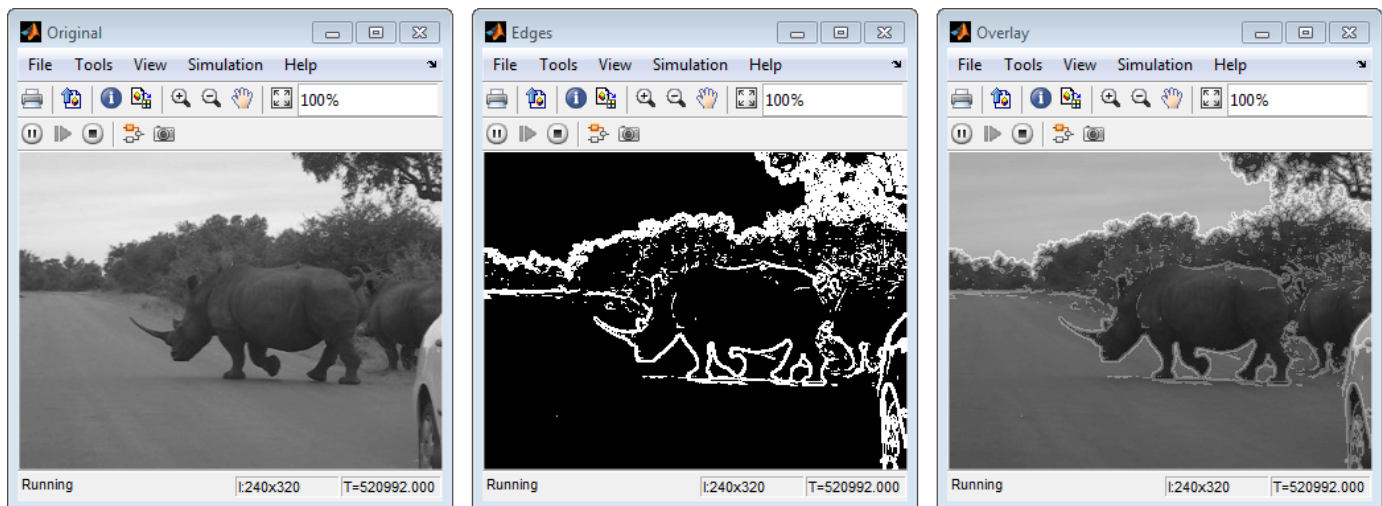 Original
File Tools View Simulation Help
100%
Running I:240x320 T=520992.000
Edges
File Tools View Simulation Help
100%
Running I:240x320 T=520992.000
Overlay
File Tools View Simulation Help
100%
Running I:240x320 T=520992.000